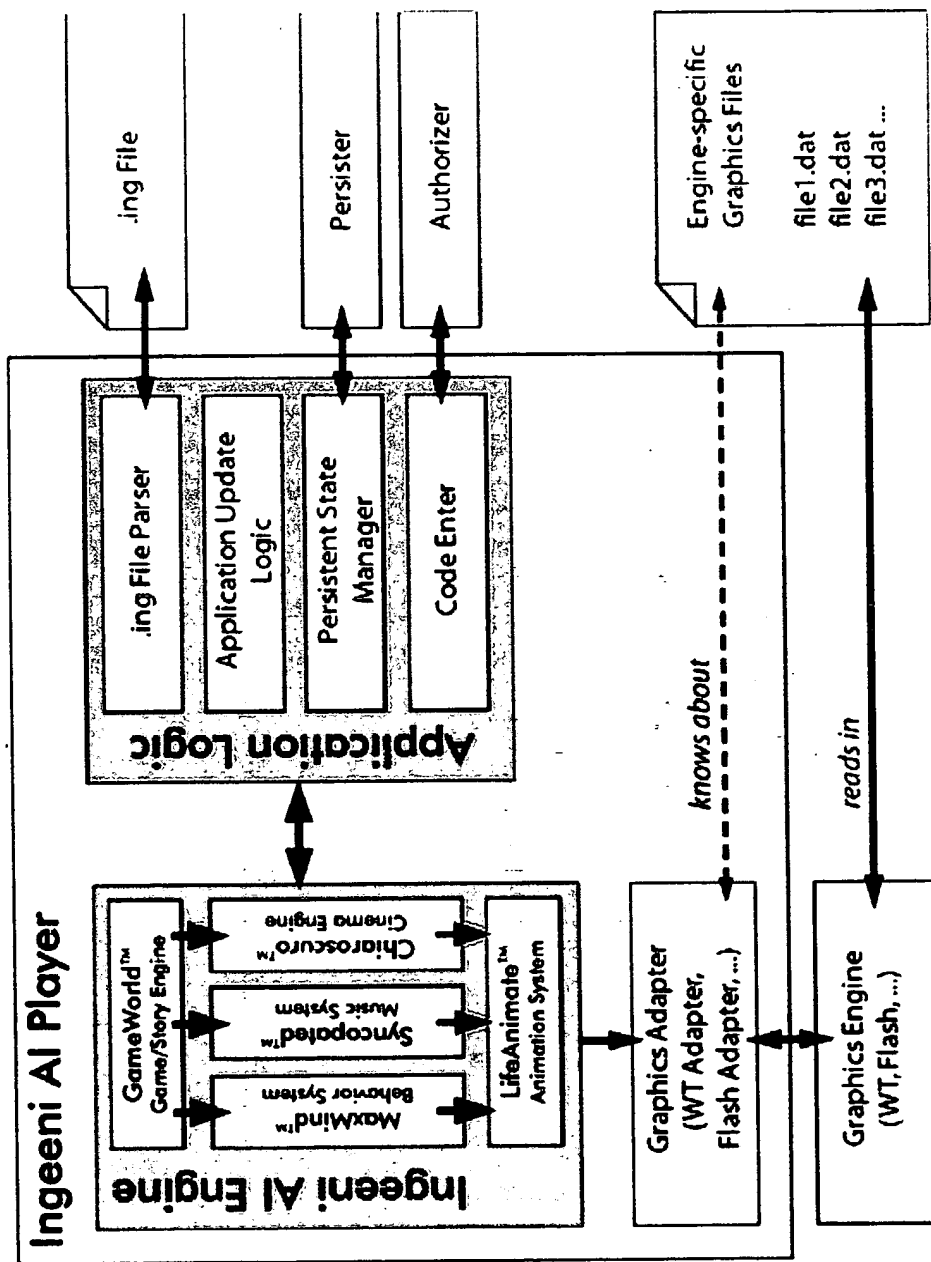 Ingeeni AI Player
Ingeeni AI Engine
GameWorld™
Game/Story Engine
MaxMind™
Behavior System
Syncopated™
Music System
Chiaroscuro™
Cinema Engine
LifeAnimate™
Animation System
Application Logic
.ing File Parser
Application Update
Logic
Persistent State
Manager
Code Enter
.ing File
Persister
Authorizer
Graphics Adapter
(WT Adapter,
Flash Adapter, ...)
knows about
Graphics Engine
(WT, Flash, ...)
reads in
Engine-specific
Graphics Files
file1.dat
file2.dat
file3.dat ...